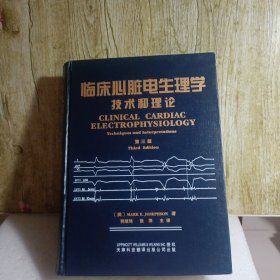 临床心脏电生理学
技术和理论
CLINICAL CARDIAC
ELECTROPHYSIOLOGY
Techniques and Interpretations
第三版
Third Edition
[美] MARK E. JOSEPHSON 著
主译
LIPPINCOTT WILLIAMS & WILKINS INC. 授权
天津科技翻译出版公司出版